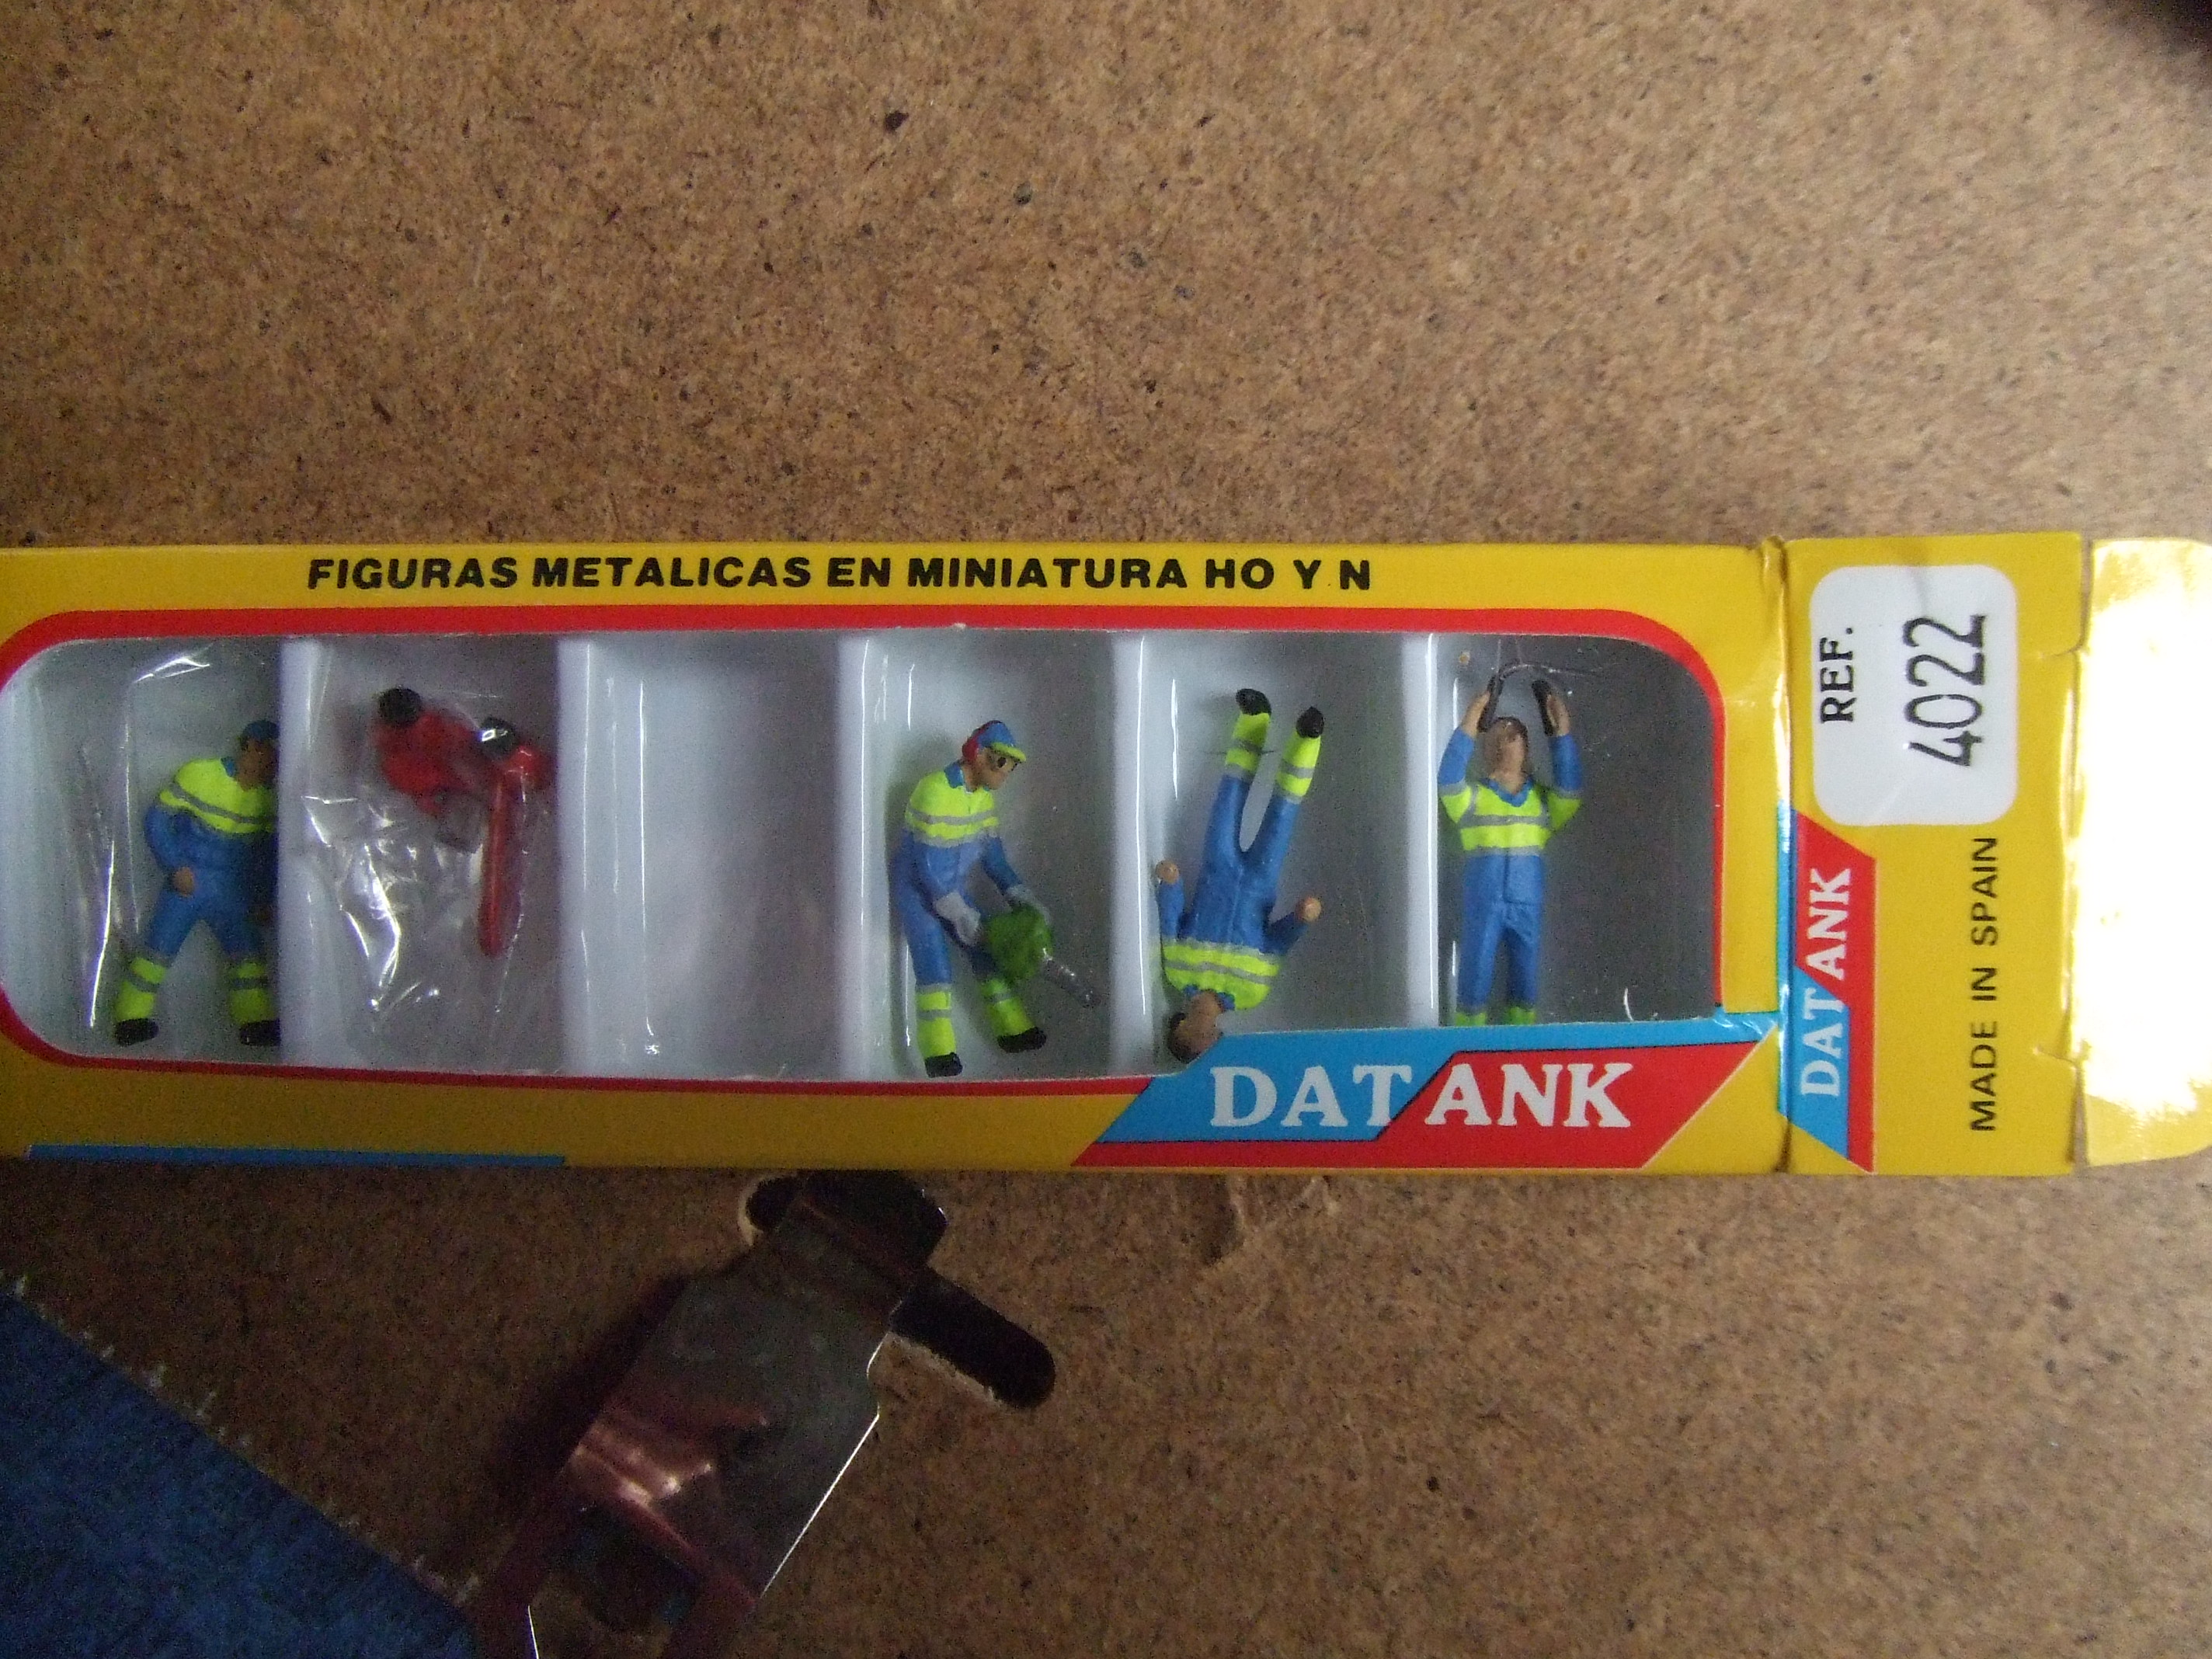 FIGURAS METALICAS EN MINIATURA HO Y N
DATANK
REF.
4022
DATANK
MADE IN SPAIN